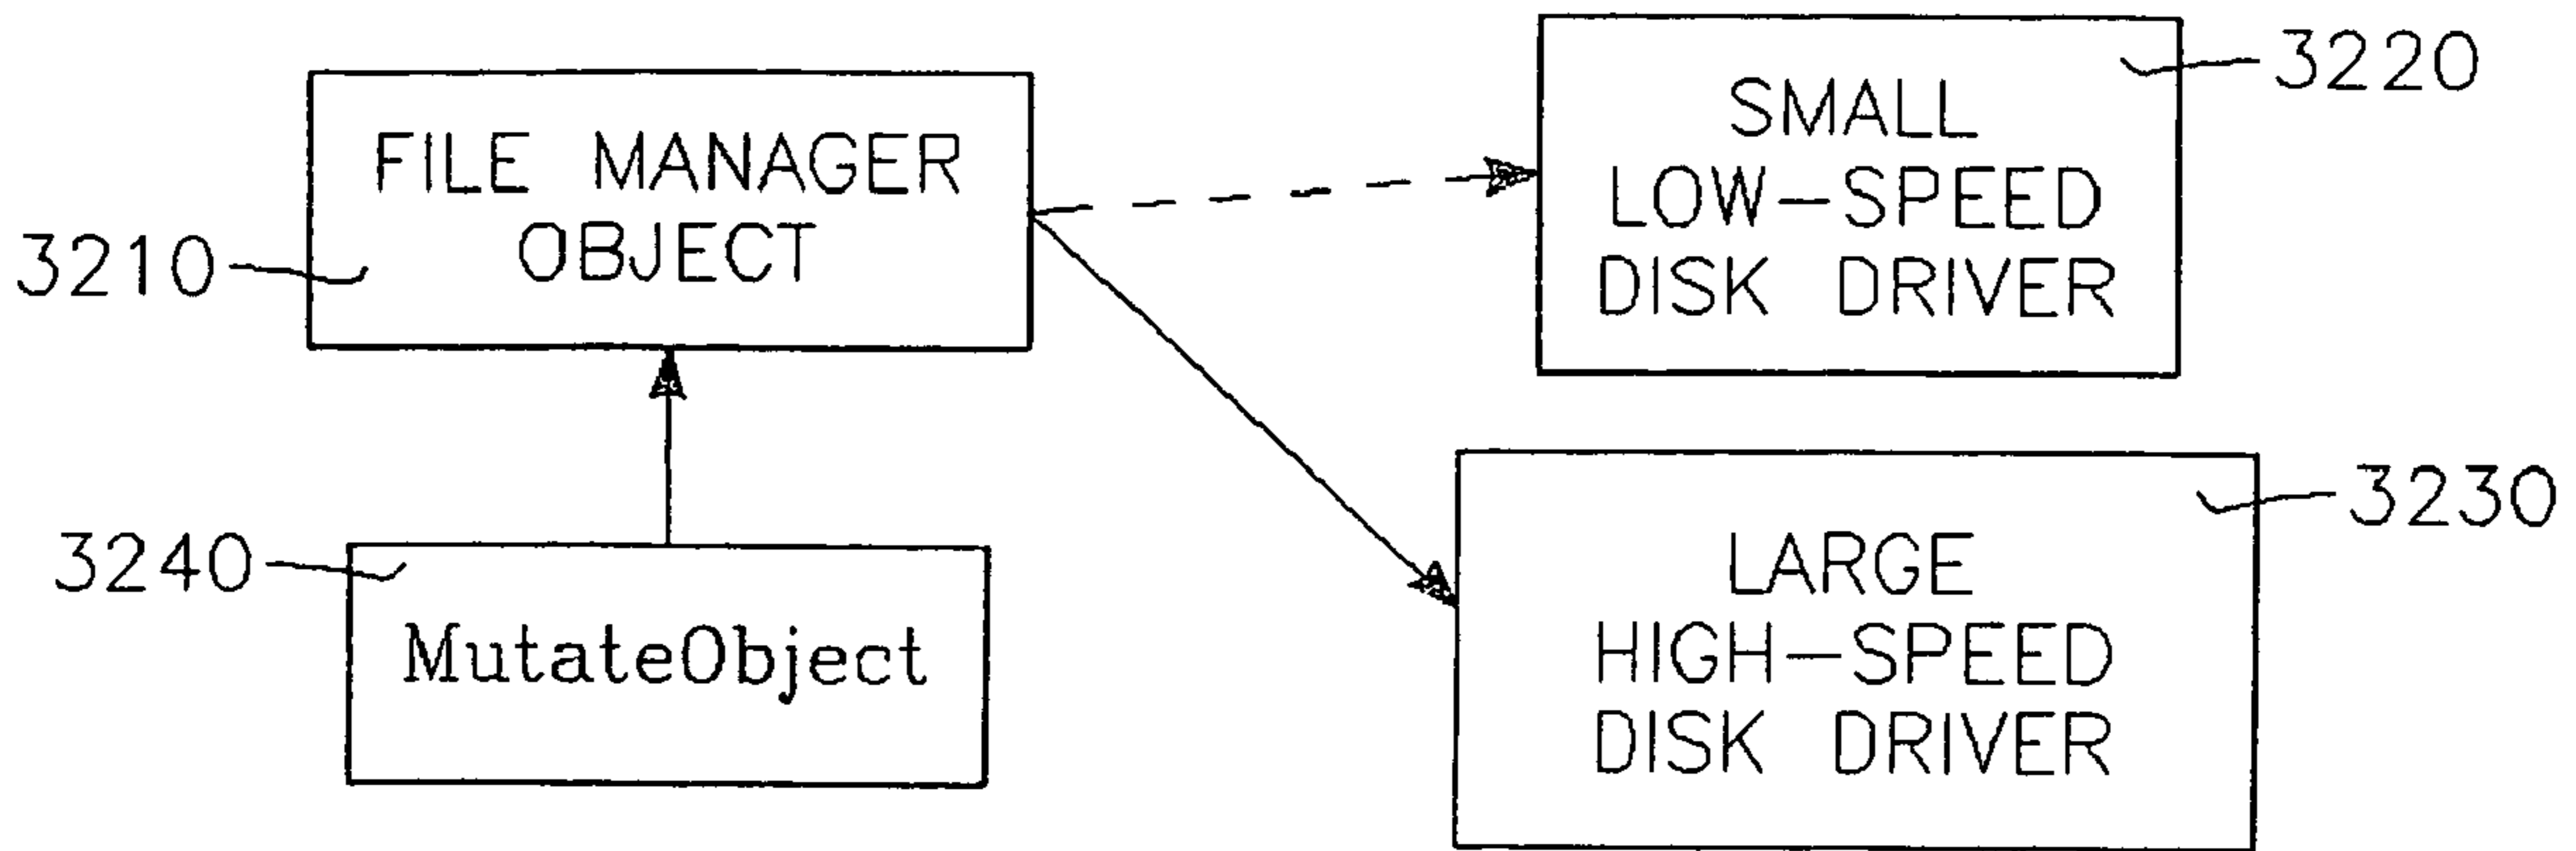 FILE MANAGER
OBJECT
3210
SMALL
LOW-SPEED
DISK DRIVER
3220
3240
MutateObject
LARGE
HIGH-SPEED
DISK DRIVER
3230